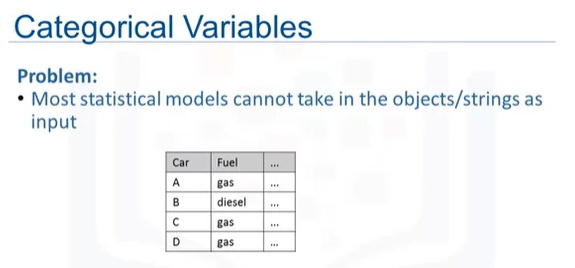 Categorical Variables
Problem:
• Most statistical models cannot take in the objects/strings as
input
Car Fuel ...
A gas ...
B diesel ...
C gas ...
D gas ...